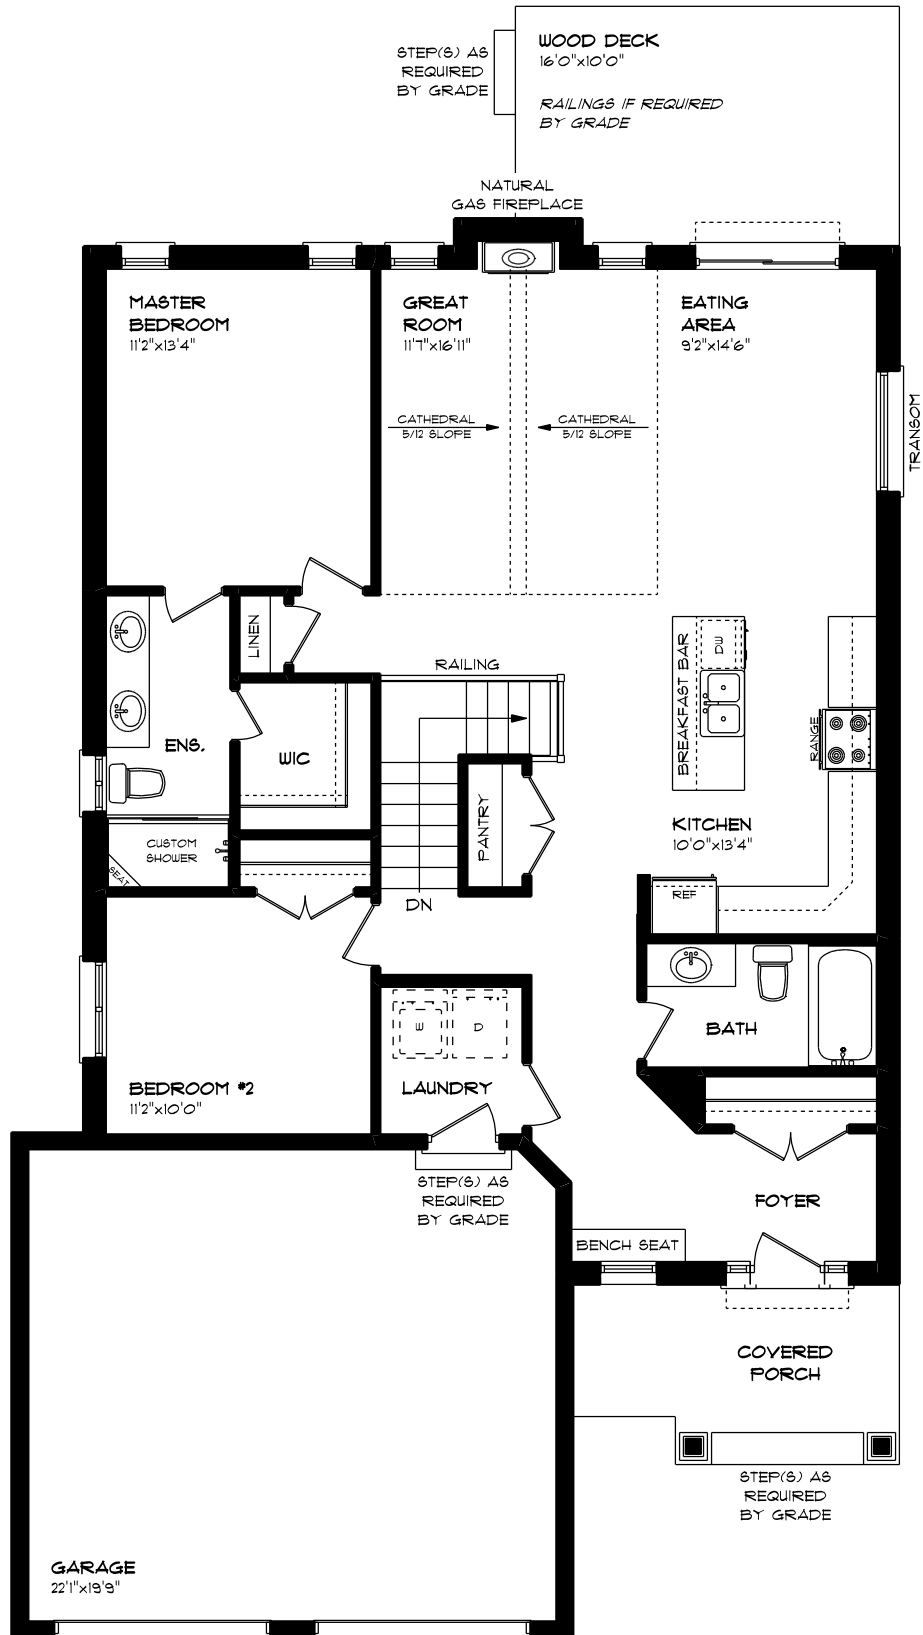 WOOD DECK
16'0"x10'0"
RAILINGS IF REQUIRED
BY GRADE
STEP(S) AS
REQUIRED
BY GRADE
NATURAL
GAS FIREPLACE
MASTER
BEDROOM
11'2"x13'4"
GREAT
ROOM
11'7"x16'11"
EATING
AREA
9'2"x14'6"
CATHEDRAL
5/12 SLOPE
CATHEDRAL
5/12 SLOPE
TRANSOM
LINEN
RAILING
BREAKFAST BAR
DW
RANGE
ENS.
WIC
PANTRY
KITCHEN
10'0"x13'4"
CUSTOM
SHOWER
SEAT
DN
REF
W
D
BATH
LAUNDRY
BEDROOM #2
11'2"x10'0"
STEP(S) AS
REQUIRED
BY GRADE
FOYER
BENCH SEAT
COVERED
PORCH
STEP(S) AS
REQUIRED
BY GRADE
GARAGE
22'1"x19'9"